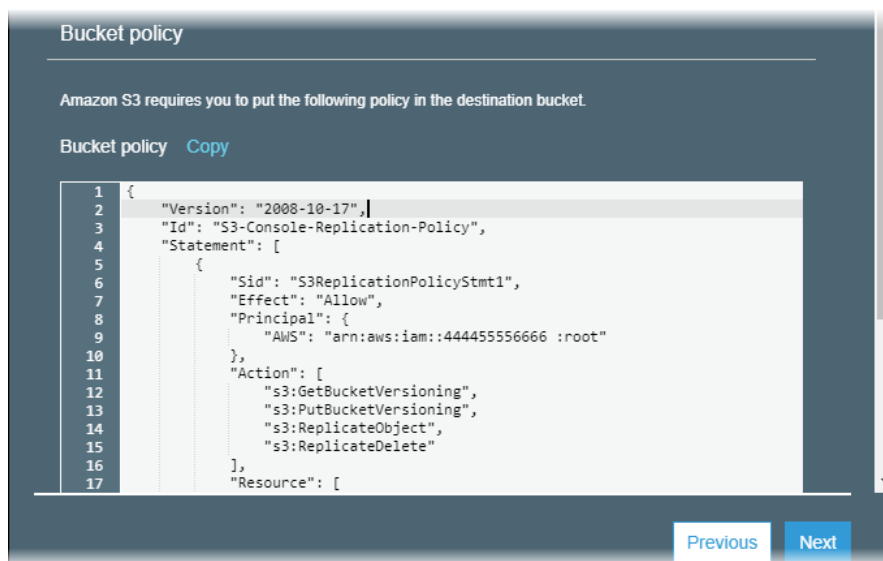 Bucket policy
Amazon S3 requires you to put the following policy in the destination bucket.
Bucket policy Copy
1 {
2 "Version": "2008-10-17",
3 "Id": "S3-Console-Replication-Policy",
4 "Statement": [
5 {
6 "Sid": "S3ReplicationPolicyStmt1",
7 "Effect": "Allow",
8 "Principal": {
9 "AWS": "arn:aws:iam::444455556666 :root"
10 },
11 "Action": [
12 "s3:GetBucketVersioning",
13 "s3:PutBucketVersioning",
14 "s3:ReplicateObject",
15 "s3:ReplicateDelete"
16 ],
17 "Resource": [
Previous Next